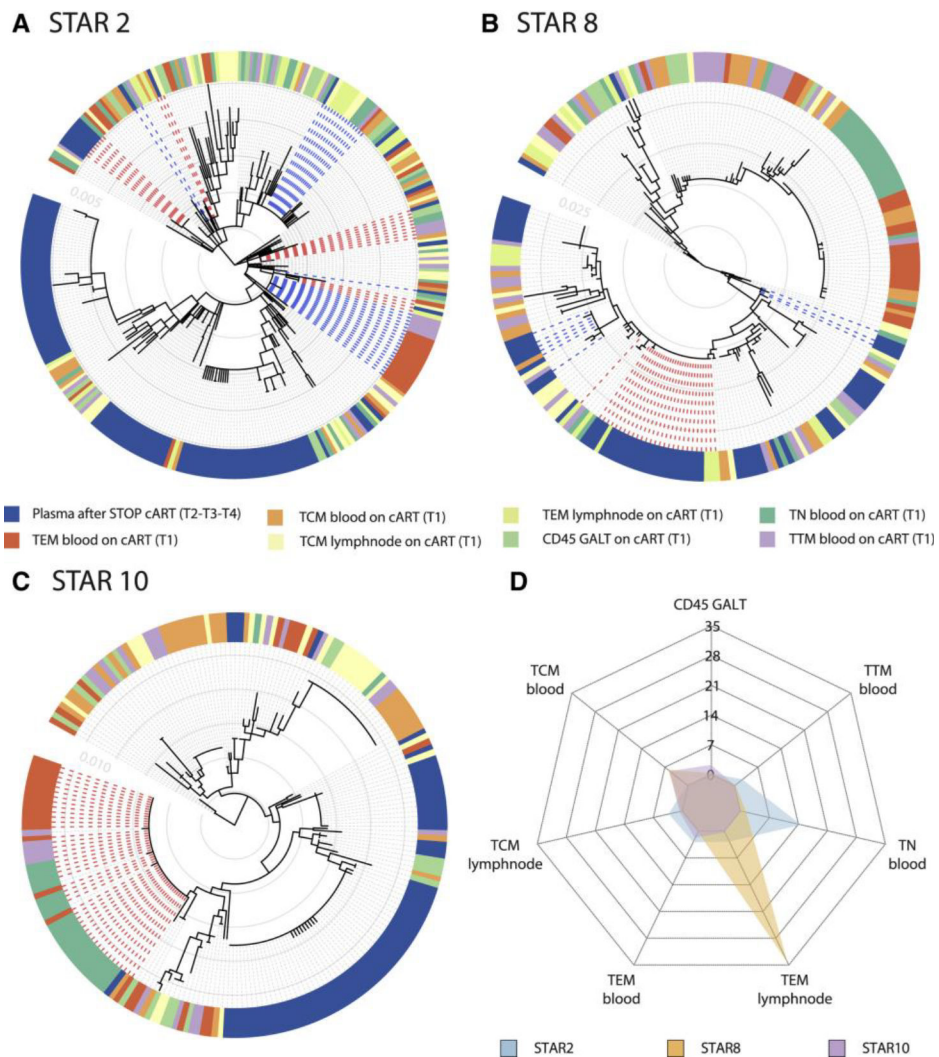 A STAR 2
B STAR 8
0.005
0.025
Plasma after STOP cART (T2-T3-T4)
TCM blood on cART (T1)
TEM lymphnode on cART (T1)
TN blood on cART (T1)
TEM blood on cART (T1)
TCM lymphnode on cART (T1)
CD45 GALT on cART (T1)
TTM blood on cART (T1)
C STAR 10
D
0.010
CD45 GALT
35
28
21
14
7
0
TCM
blood
TTM
blood
TCM
lymphnode
TN
blood
TEM
blood
TEM
lymphnode
STAR2
STAR8
STAR10